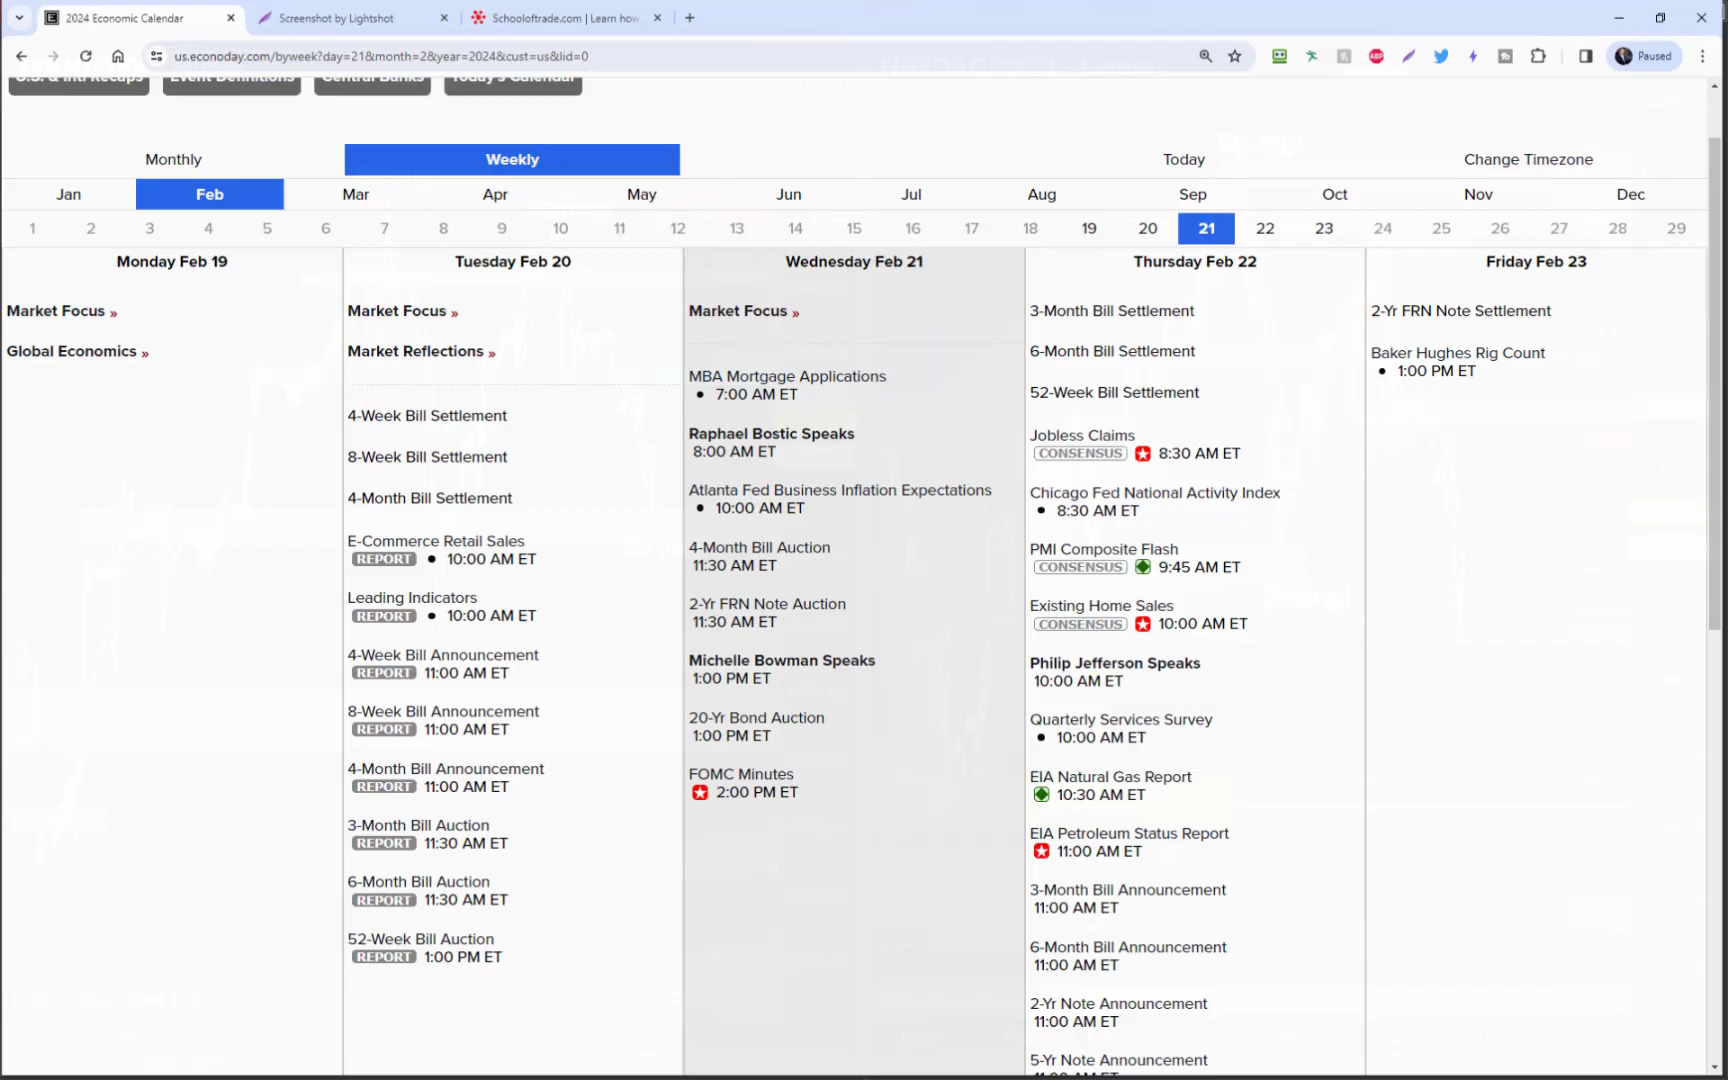 2024 Economic Calendar
Screenshot by Lightshot
Schooloftrade.com | Learn how
us.econoday.com/byweek?day=21&month=2&year=2024&cust=us&lid=0
ABP
Paused
U.S. & Intl Recaps
Event Definitions
Central Banks
Today's Calendar
Monthly
Weekly
Today
Change Timezone
Jan Feb Mar Apr May Jun Jul Aug Sep Oct Nov Dec
1 2 3 4 5 6 7 8 9 10 11 12 13 14 15 16 17 18 19 20 21 22 23 24 25 26 27 28 29
Monday Feb 19
Market Focus »
Global Economics »
Tuesday Feb 20
Market Focus »
Market Reflections »
4-Week Bill Settlement
8-Week Bill Settlement
4-Month Bill Settlement
E-Commerce Retail Sales
REPORT • 10:00 AM ET
Leading Indicators
REPORT • 10:00 AM ET
4-Week Bill Announcement
REPORT 11:00 AM ET
8-Week Bill Announcement
REPORT 11:00 AM ET
4-Month Bill Announcement
REPORT 11:00 AM ET
3-Month Bill Auction
REPORT 11:30 AM ET
6-Month Bill Auction
REPORT 11:30 AM ET
52-Week Bill Auction
REPORT 1:00 PM ET
Wednesday Feb 21
Market Focus »
MBA Mortgage Applications
• 7:00 AM ET
Raphael Bostic Speaks
8:00 AM ET
Atlanta Fed Business Inflation Expectations
• 10:00 AM ET
4-Month Bill Auction
11:30 AM ET
2-Yr FRN Note Auction
11:30 AM ET
Michelle Bowman Speaks
1:00 PM ET
20-Yr Bond Auction
1:00 PM ET
FOMC Minutes
2:00 PM ET
Thursday Feb 22
3-Month Bill Settlement
6-Month Bill Settlement
52-Week Bill Settlement
Jobless Claims
CONSENSUS 8:30 AM ET
Chicago Fed National Activity Index
• 8:30 AM ET
PMI Composite Flash
CONSENSUS 9:45 AM ET
Existing Home Sales
CONSENSUS 10:00 AM ET
Philip Jefferson Speaks
10:00 AM ET
Quarterly Services Survey
• 10:00 AM ET
EIA Natural Gas Report
10:30 AM ET
EIA Petroleum Status Report
11:00 AM ET
3-Month Bill Announcement
11:00 AM ET
6-Month Bill Announcement
11:00 AM ET
2-Yr Note Announcement
11:00 AM ET
5-Yr Note Announcement
11:00 AM ET
Friday Feb 23
2-Yr FRN Note Settlement
Baker Hughes Rig Count
• 1:00 PM ET